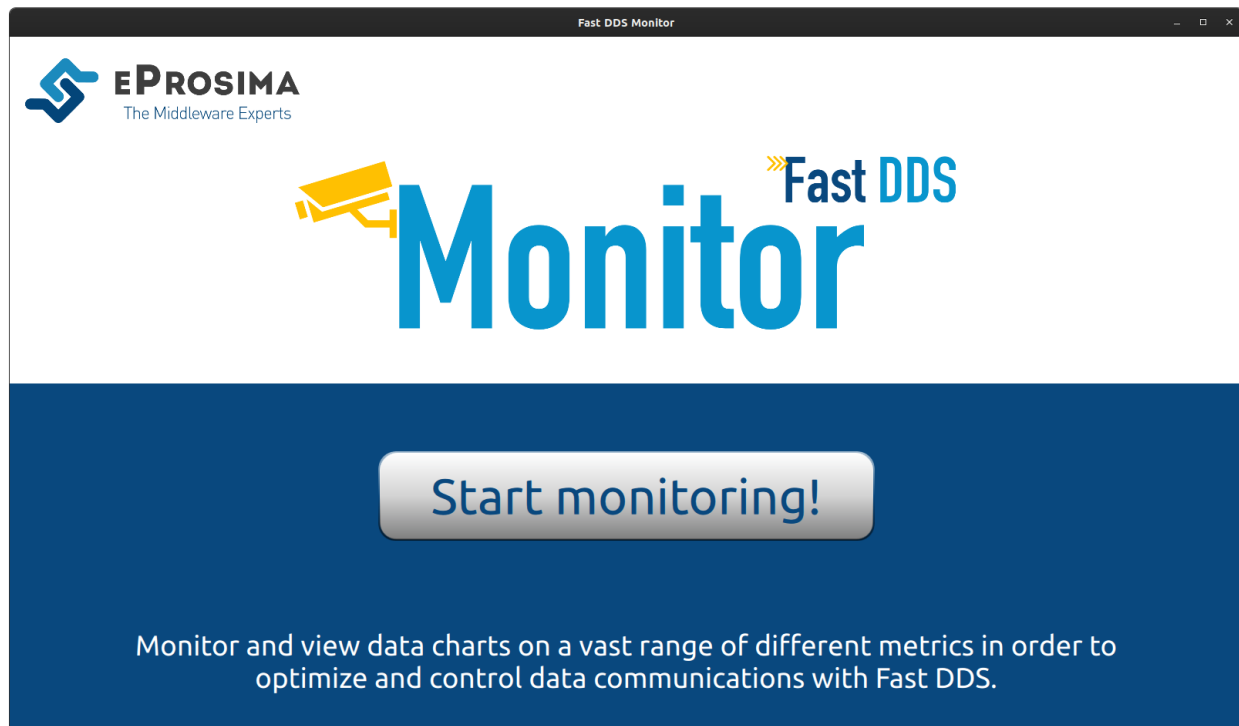 Fast DDS Monitor
EPROSIMA
The Middleware Experts
Fast DDS
Monitor
Start monitoring!
Monitor and view data charts on a vast range of different metrics in order to
optimize and control data communications with Fast DDS.